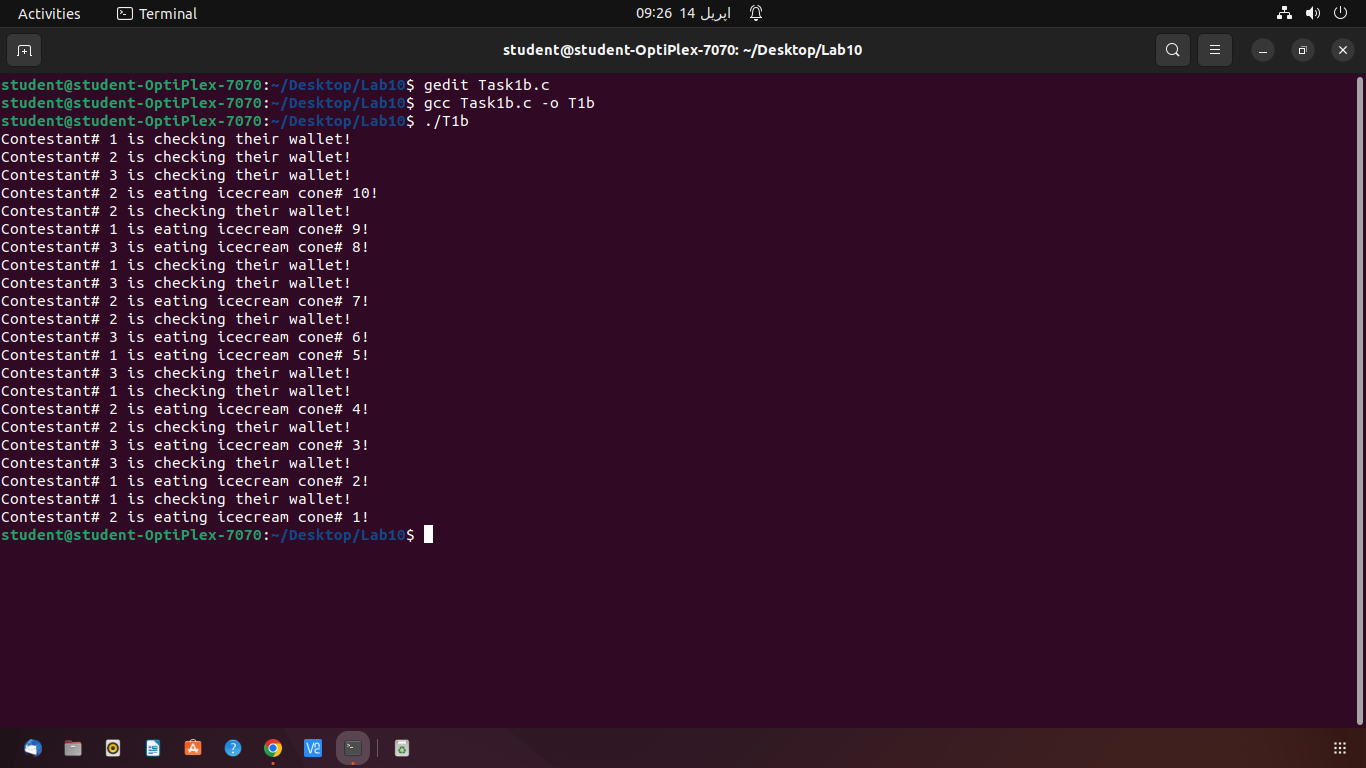 Activities
Terminal
09:26 14 اپریل
student@student-OptiPlex-7070: ~/Desktop/Lab10
student@student-OptiPlex-7070:~/Desktop/Lab10$ gedit Task1b.c
student@student-OptiPlex-7070:~/Desktop/Lab10$ gcc Task1b.c -o T1b
student@student-OptiPlex-7070:~/Desktop/Lab10$ ./T1b
Contestant# 1 is checking their wallet!
Contestant# 2 is checking their wallet!
Contestant# 3 is checking their wallet!
Contestant# 2 is eating icecream cone# 10!
Contestant# 2 is checking their wallet!
Contestant# 1 is eating icecream cone# 9!
Contestant# 3 is eating icecream cone# 8!
Contestant# 1 is checking their wallet!
Contestant# 3 is checking their wallet!
Contestant# 2 is eating icecream cone# 7!
Contestant# 2 is checking their wallet!
Contestant# 3 is eating icecream cone# 6!
Contestant# 1 is eating icecream cone# 5!
Contestant# 3 is checking their wallet!
Contestant# 1 is checking their wallet!
Contestant# 2 is eating icecream cone# 4!
Contestant# 2 is checking their wallet!
Contestant# 3 is eating icecream cone# 3!
Contestant# 3 is checking their wallet!
Contestant# 1 is eating icecream cone# 2!
Contestant# 1 is checking their wallet!
Contestant# 2 is eating icecream cone# 1!
student@student-OptiPlex-7070:~/Desktop/Lab10$